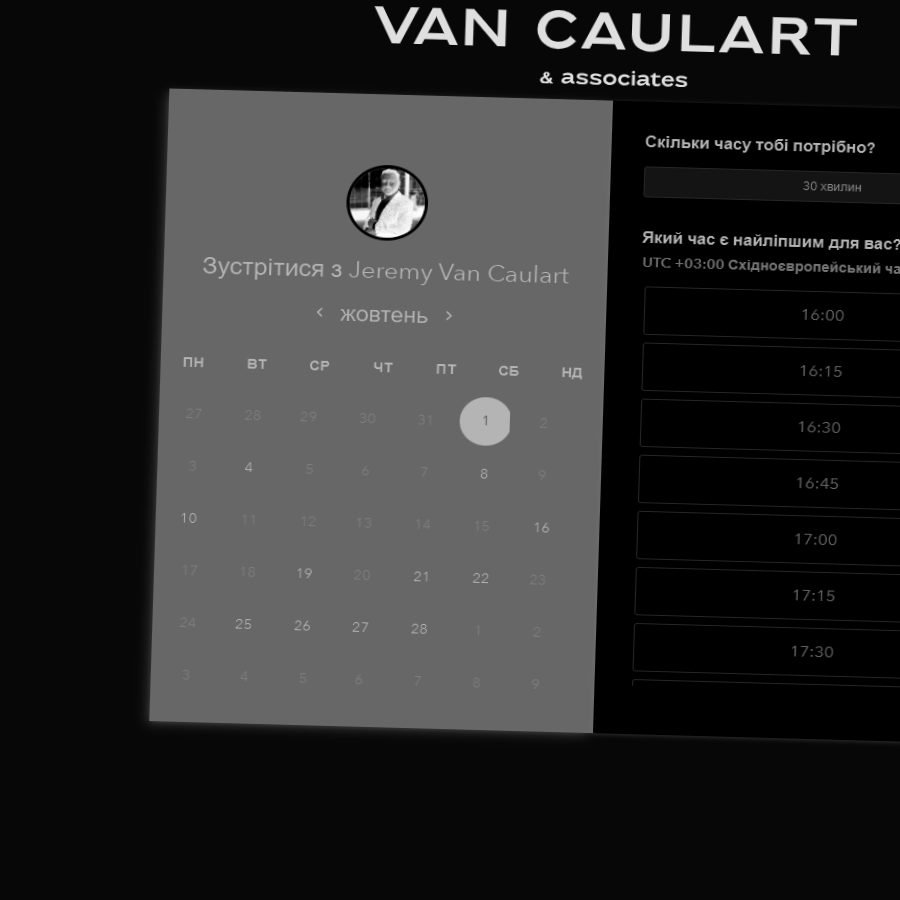 VAN CAULART
& associates
Зустрітися з Jeremy Van Caulart
‹ жовтень ›
ПН ВТ СР ЧТ ПТ СБ НД
27 28 29 30 31 1 2
3 4 5 6 7 8 9
10 11 12 13 14 15 16
17 18 19 20 21 22 23
24 25 26 27 28 1 2
3 4 5 6 7 8 9
Скільки часу тобі потрібно?
30 хвилин
Який час є найліпшим для вас?
UTC +03:00 Східноєвропейський ча
16:00
16:15
16:30
16:45
17:00
17:15
17:30